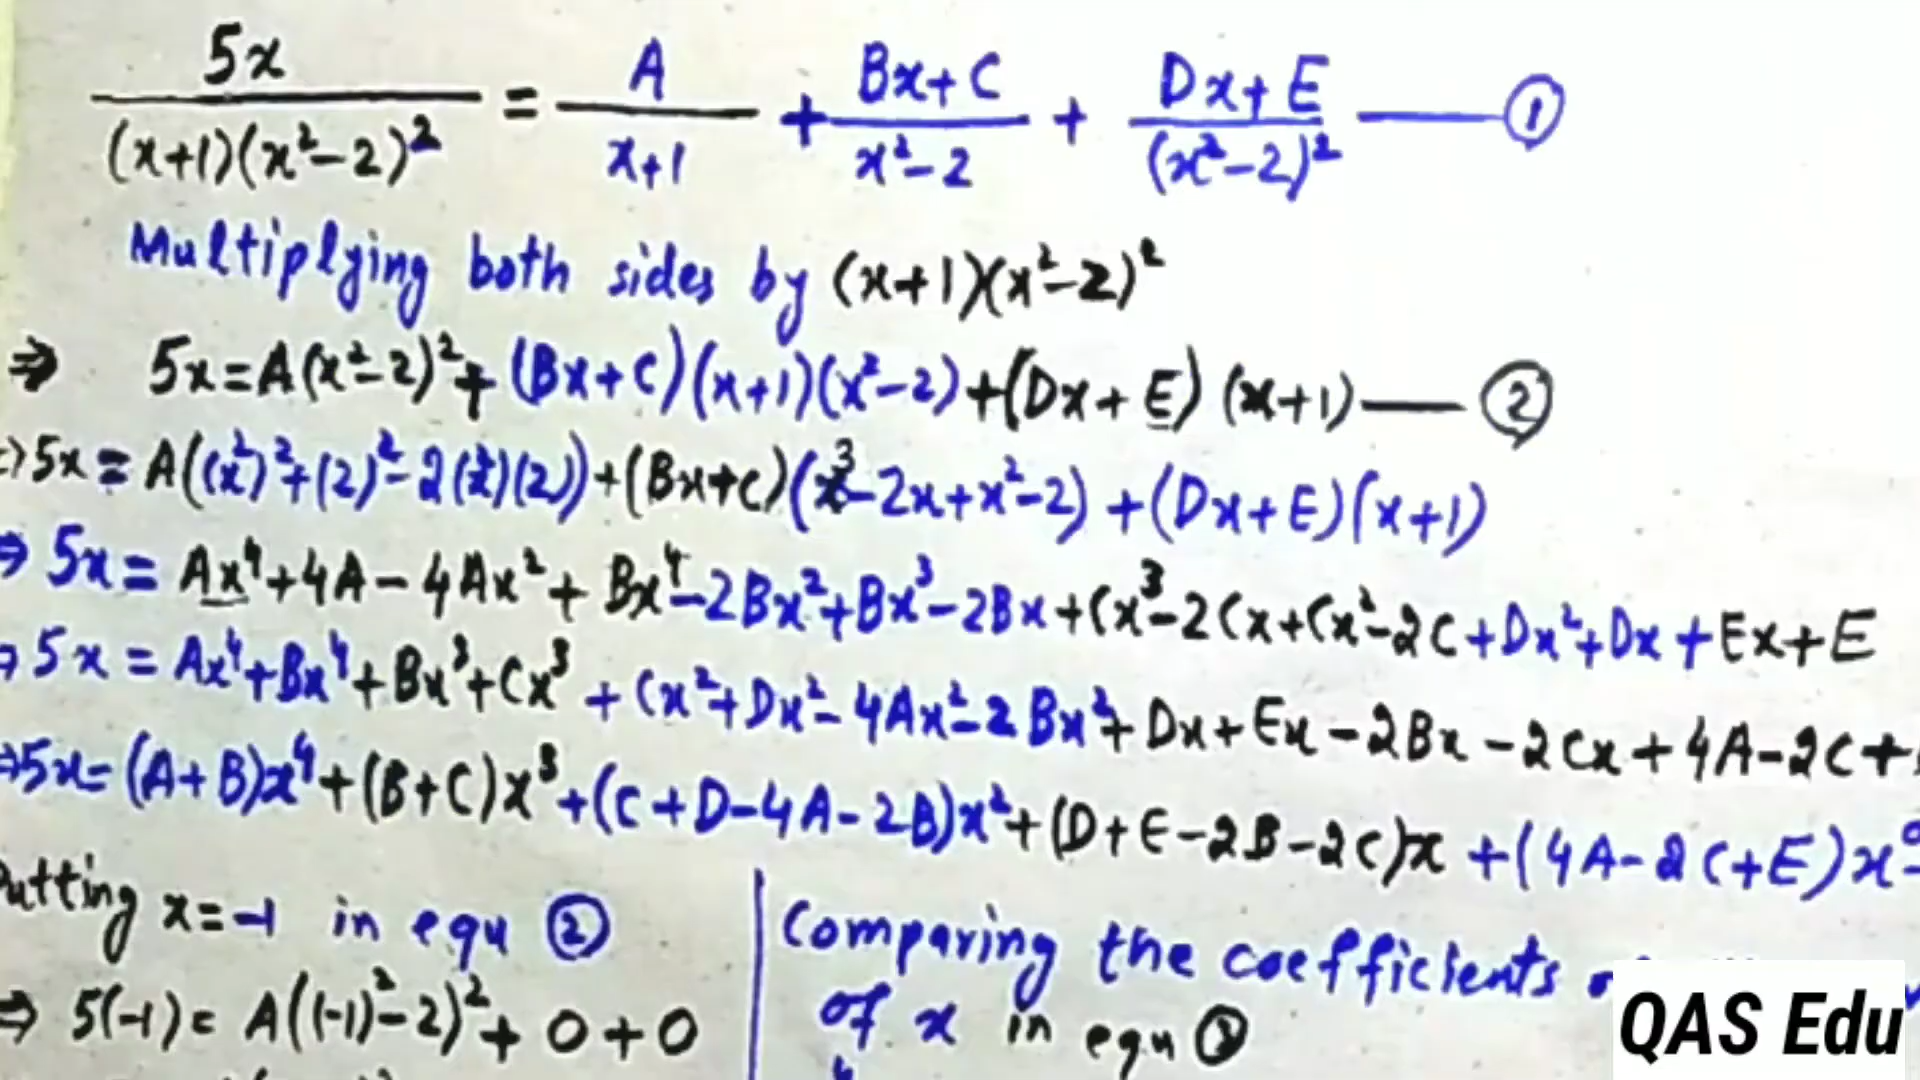 5x / (x+1)(x²-2)² = A / x+1 + Bx+C / x²-2 + Dx+E / (x²-2)² —— ①
Multiplying both sides by (x+1)(x²-2)²
⇒ 5x = A(x²-2)² + (Bx+C)(x+1)(x²-2) + (Dx+E)(x+1) —— ②
⇒ 5x = A((x²)²+(2)²-2(x²)(2)) + (Bx+C)(x³-2x+x²-2) + (Dx+E)(x+1)
⇒ 5x = Ax⁴+4A-4Ax²+Bx⁴-2Bx²+Bx³-2Bx+Cx³-2Cx+Cx²-2C+Dx²+Dx+Ex+E
⇒ 5x = Ax⁴+Bx⁴+Bx³+Cx³+Cx²+Dx²-4Ax²-2Bx²+Dx+Ex-2Bx-2Cx+4A-2C+
⇒ 5x = (A+B)x⁴+(B+C)x³+(C+D-4A-2B)x²+(D+E-2B-2C)x+(4A-2C+E)x⁰
Putting x=-1 in equ ②
⇒ 5(-1) = A((-1)²-2)²+0+0
Comparing the coefficients
of x in equ ③
QAS Edu